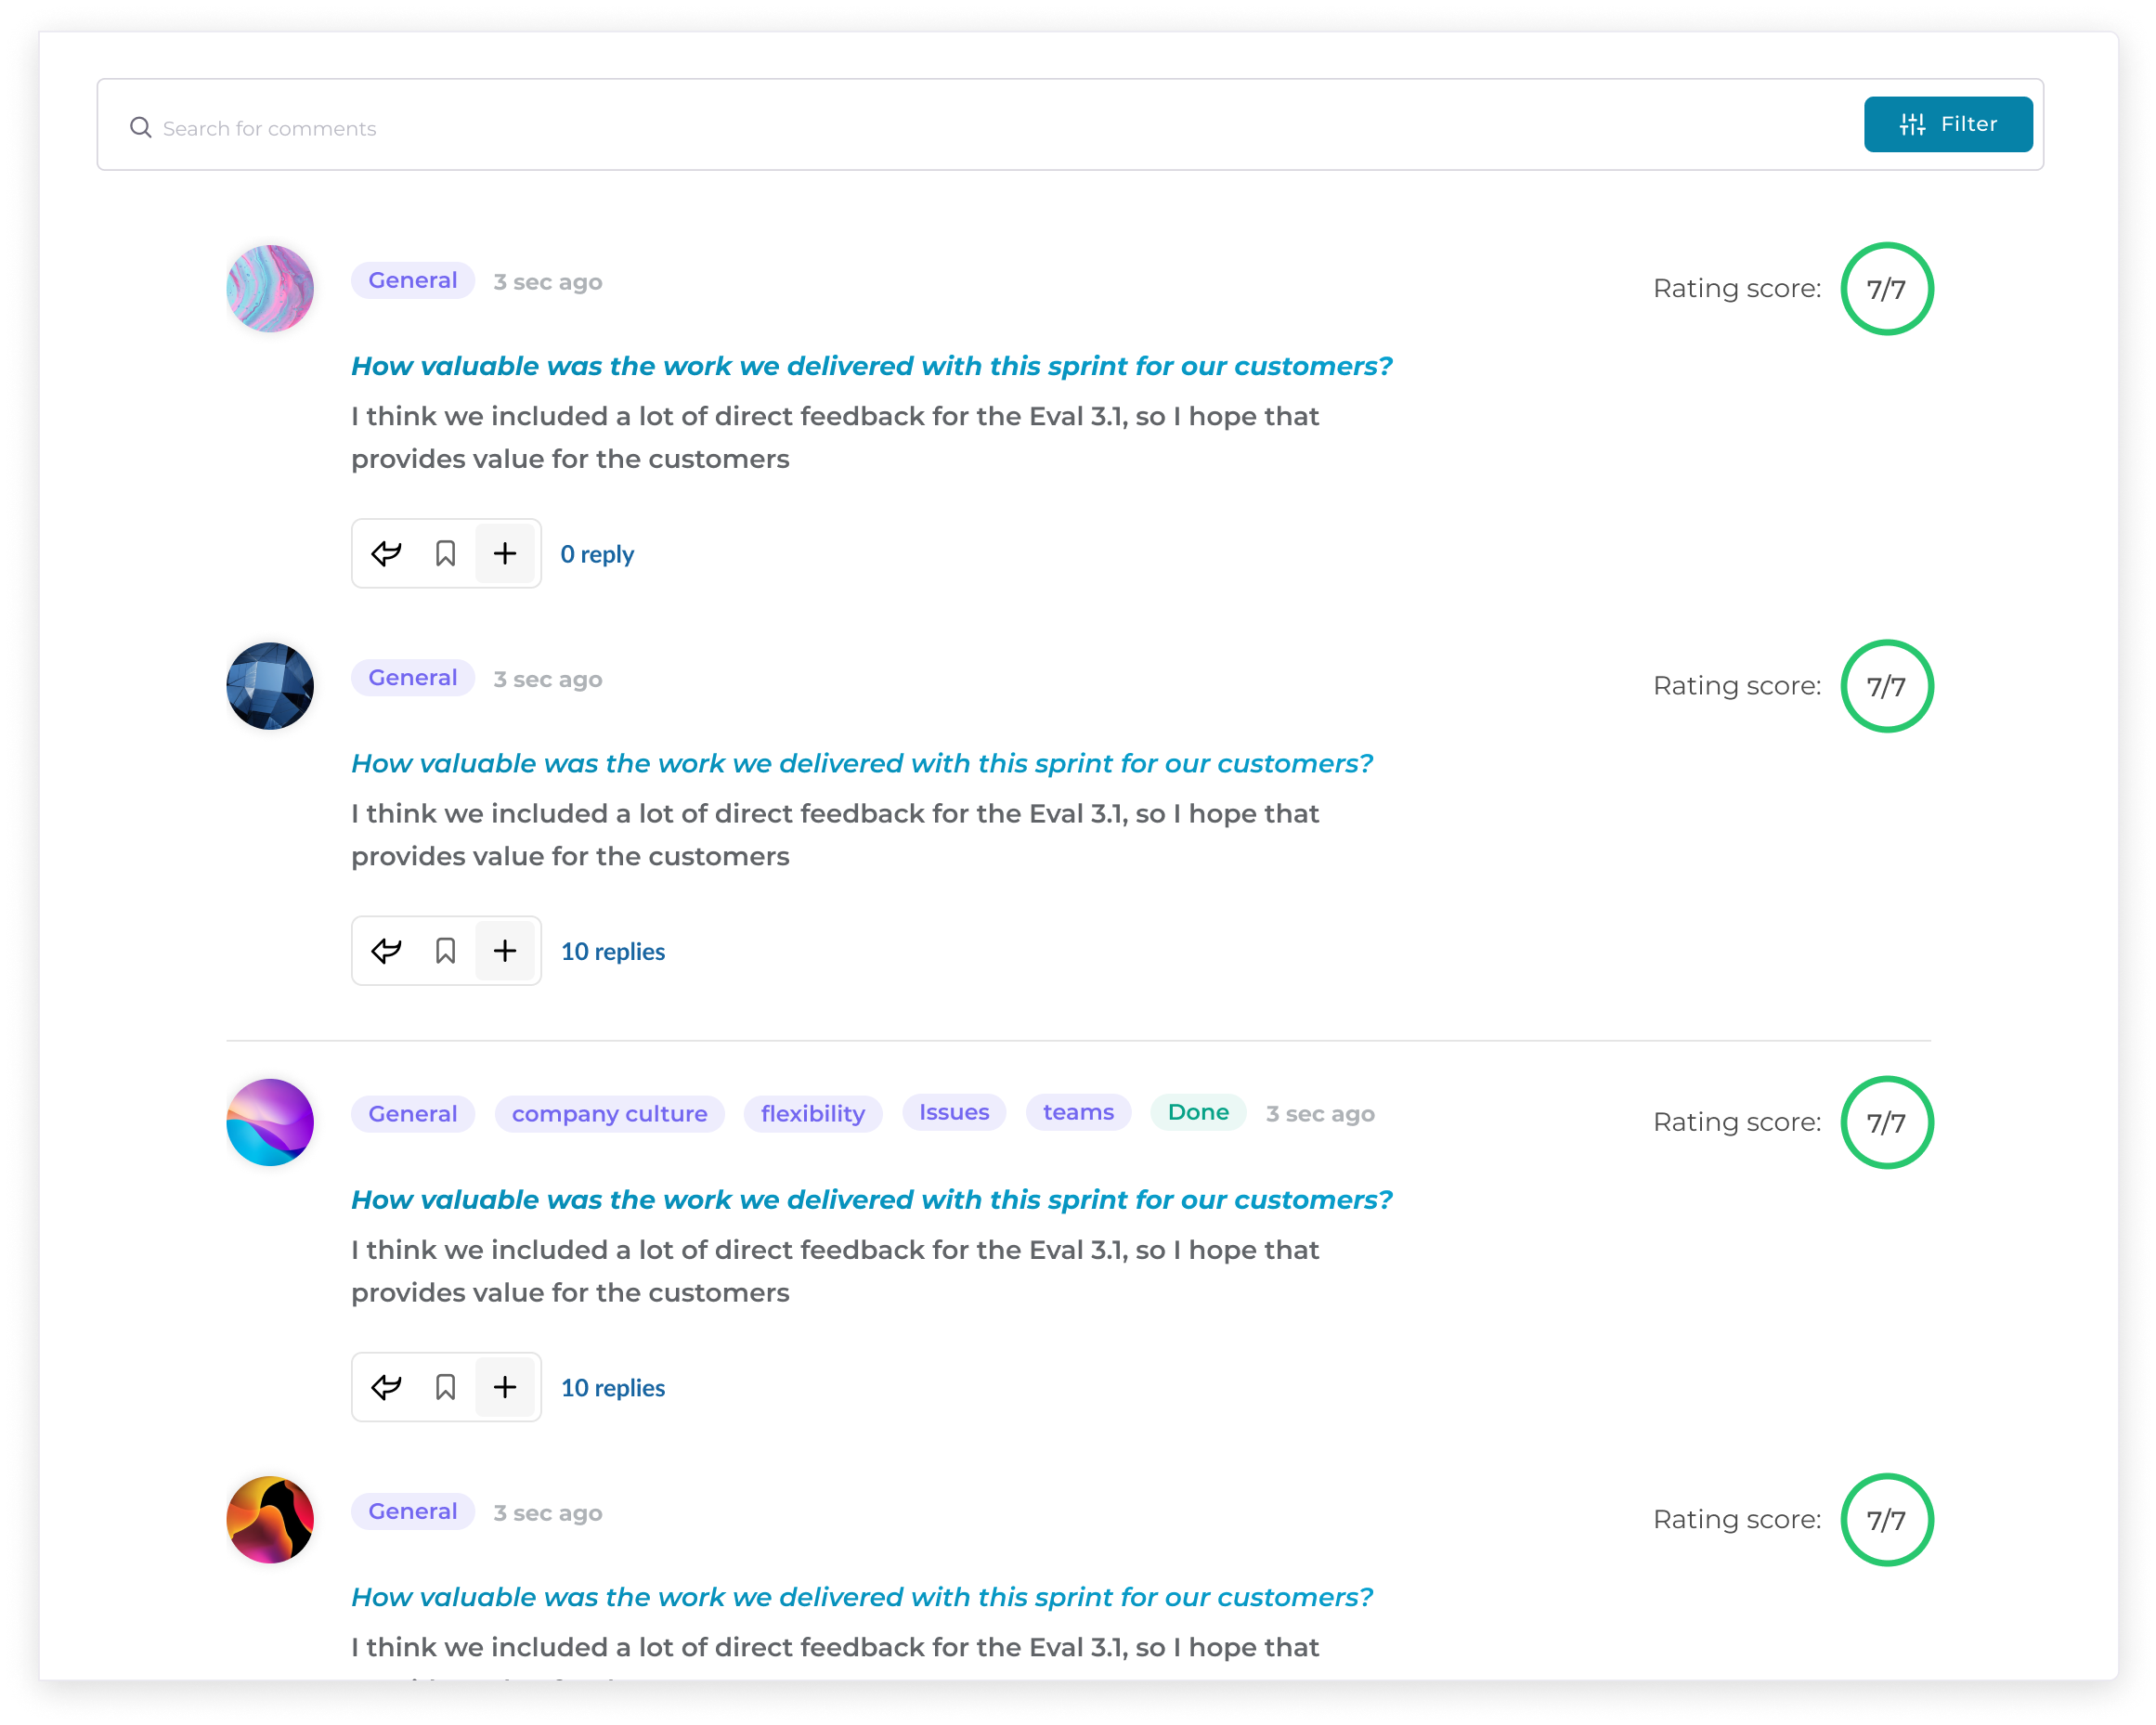 Search for comments
Filter
General 3 sec ago
Rating score: 7/7
How valuable was the work we delivered with this sprint for our customers?
I think we included a lot of direct feedback for the Eval 3.1, so I hope that
provides value for the customers
0 reply
General 3 sec ago
Rating score: 7/7
How valuable was the work we delivered with this sprint for our customers?
I think we included a lot of direct feedback for the Eval 3.1, so I hope that
provides value for the customers
10 replies
General company culture flexibility Issues teams Done 3 sec ago
Rating score: 7/7
How valuable was the work we delivered with this sprint for our customers?
I think we included a lot of direct feedback for the Eval 3.1, so I hope that
provides value for the customers
10 replies
General 3 sec ago
Rating score: 7/7
How valuable was the work we delivered with this sprint for our customers?
I think we included a lot of direct feedback for the Eval 3.1, so I hope that